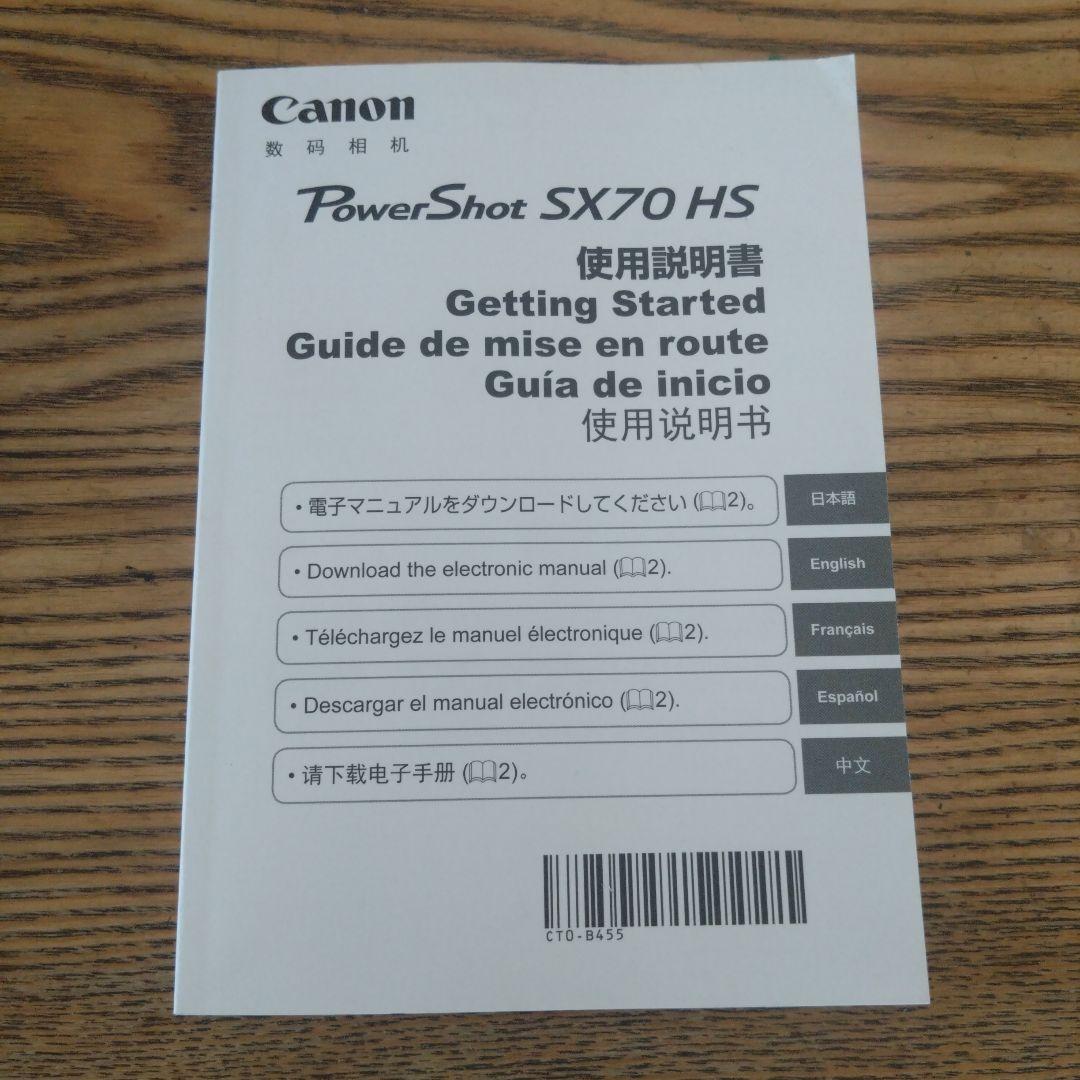 Canon
数码相机
PowerShot SX70 HS
使用説明書
Getting Started
Guide de mise en route
Guía de inicio
使用说明书
・電子マニュアルをダウンロードしてください (📖2)。
日本語
• Download the electronic manual (📖2).
English
• Téléchargez le manuel électronique (📖2).
Français
• Descargar el manual electrónico (📖2).
Español
• 请下载电子手册 (📖2)。
中文
CT0-B455